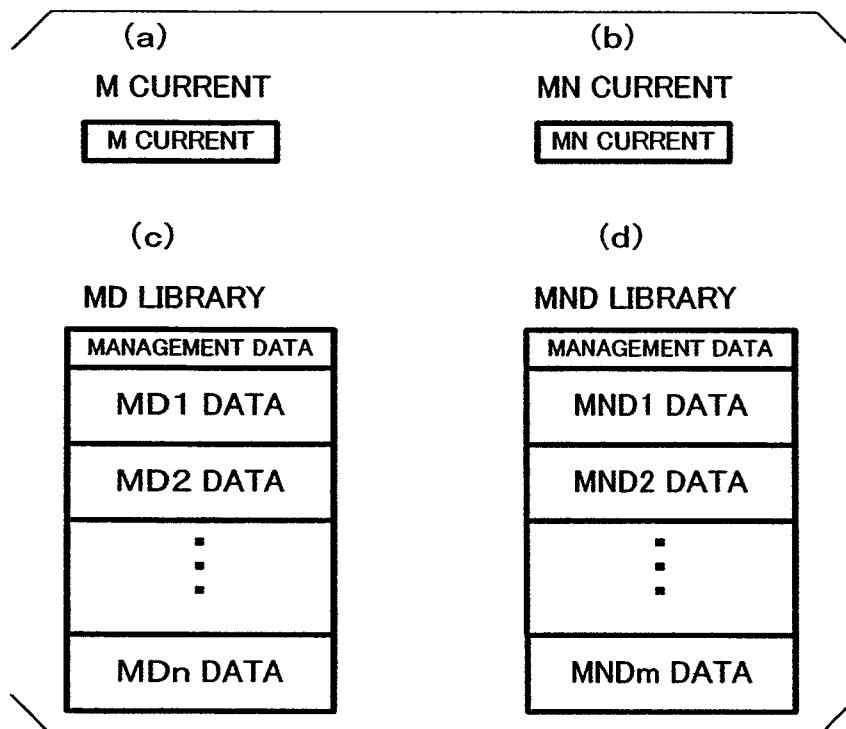 (a)
M CURRENT
M CURRENT
(b)
MN CURRENT
MN CURRENT
(c)
MD LIBRARY
MANAGEMENT DATA
MD1 DATA
MD2 DATA
MDn DATA
(d)
MND LIBRARY
MANAGEMENT DATA
MND1 DATA
MND2 DATA
MNDm DATA